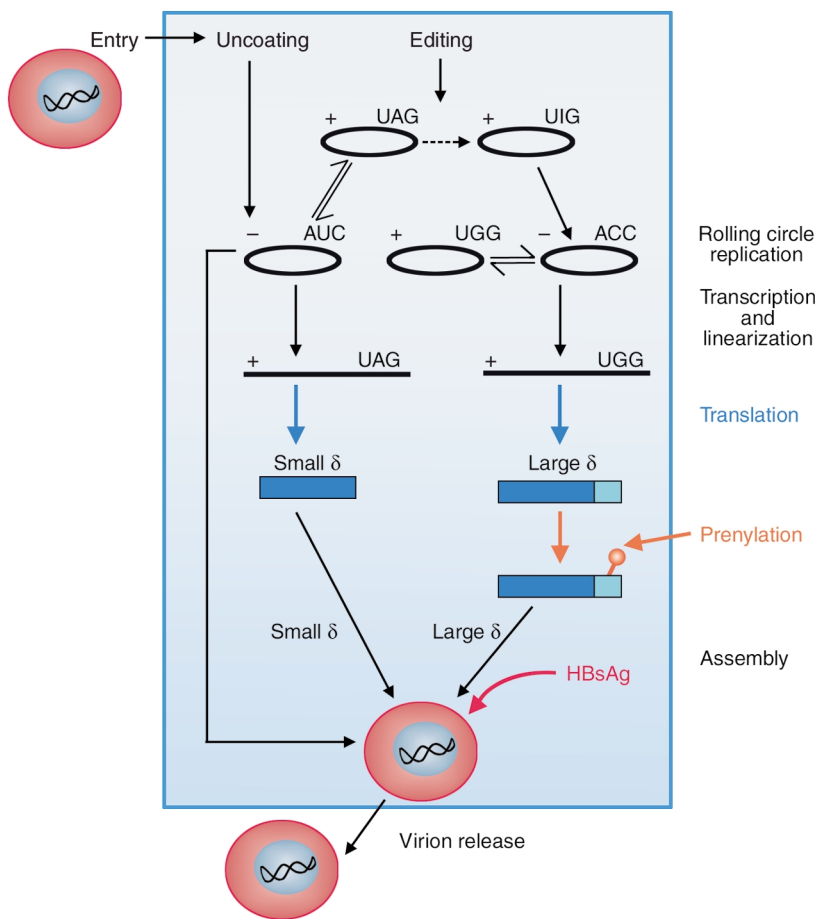 Entry
Uncoating
Editing
+ UAG
+ UIG
− AUC
+ UGG
− ACC
Rolling circle
replication
Transcription
and
linearization
+ UAG
+ UGG
Translation
Small δ
Large δ
Prenylation
Small δ
Large δ
Assembly
HBsAg
Virion release